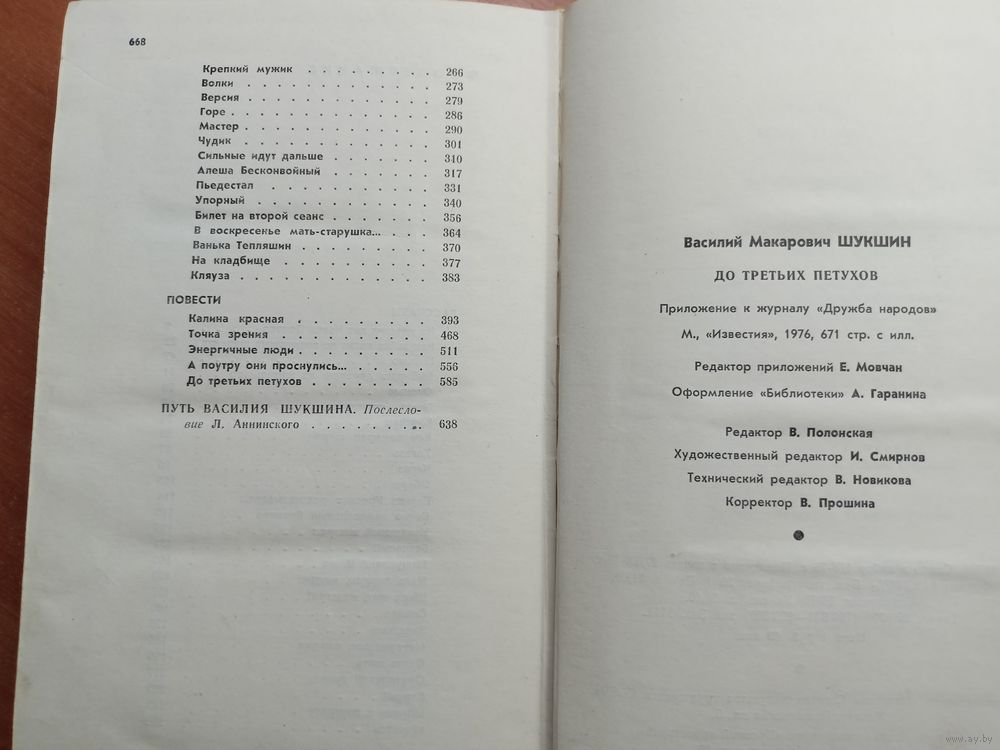 668
Крепкий мужик . . . . . . . . . 266
Волки . . . . . . . . . . . . . 273
Версия . . . . . . . . . . . . . 279
Горе . . . . . . . . . . . . . . 286
Мастер . . . . . . . . . . . . . 290
Чудик . . . . . . . . . . . . . 301
Сильные идут дальше . . . . . . . 310
Алеша Бесконвойный . . . . . . . 317
Пьедестал . . . . . . . . . . . 331
Упорный . . . . . . . . . . . . 340
Билет на второй сеанс . . . . . . . 356
В воскресенье мать-старушка... . . . . 364
Ванька Тепляшин . . . . . . . . . 370
На кладбище . . . . . . . . . . . 377
Кляуза . . . . . . . . . . . . . 383
ПОВЕСТИ
Калина красная . . . . . . . . . 393
Точка зрения . . . . . . . . . . 468
Энергичные люди . . . . . . . . . 511
А поутру они проснулись... . . . . . 556
До третьих петухов . . . . . . . . 585
ПУТЬ ВАСИЛИЯ ШУКШИНА. Послесло-
вие Л. Аннинского . . . . . . . . 638
Василий Макарович ШУКШИН
ДО ТРЕТЬИХ ПЕТУХОВ
Приложение к журналу «Дружба народов»
М., «Известия», 1976, 671 стр. с илл.
Редактор приложений Е. Мовчан
Оформление «Библиотеки» А. Гаранина
Редактор В. Полонская
Художественный редактор И. Смирнов
Технический редактор В. Новикова
Корректор В. Прошина
www.ay.by